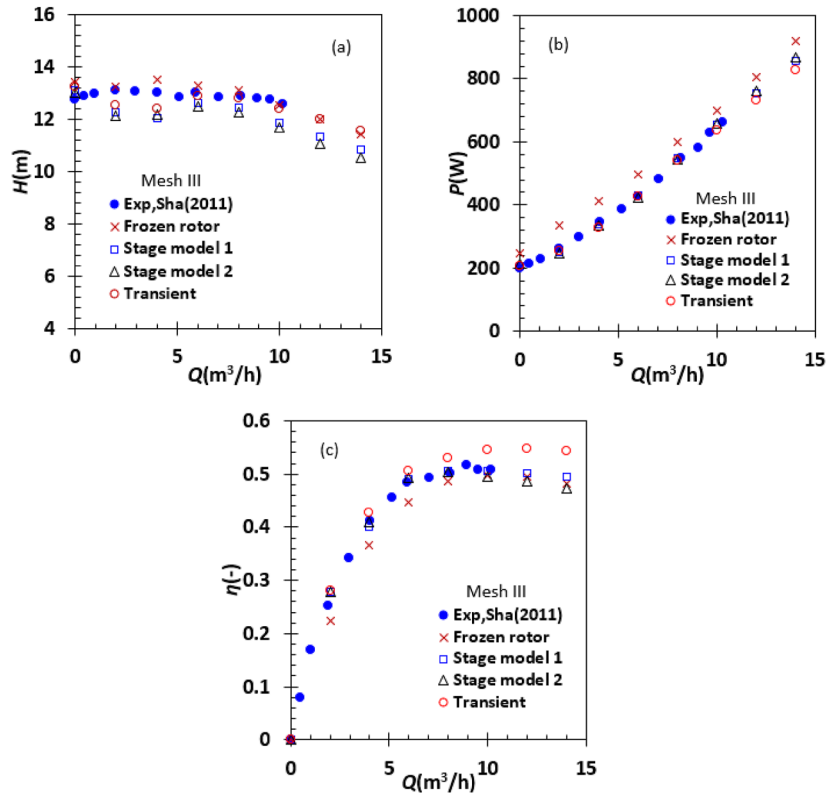 16
14
12
10
8
6
4
H(m)
(a)
Mesh III
Exp,Sha(2011)
Frozen rotor
Stage model 1
Stage model 2
Transient
0 5 10 15
Q(m³/h)
1000
800
600
400
200
0
P(W)
(b)
Mesh III
Exp,Sha(2011)
Frozen rotor
Stage model 1
Stage model 2
Transient
0 5 10 15
Q(m³/h)
0.6
0.5
0.4
0.3
0.2
0.1
0
η(-)
(c)
Mesh III
Exp,Sha(2011)
Frozen rotor
Stage model 1
Stage model 2
Transient
0 5 10 15
Q(m³/h)